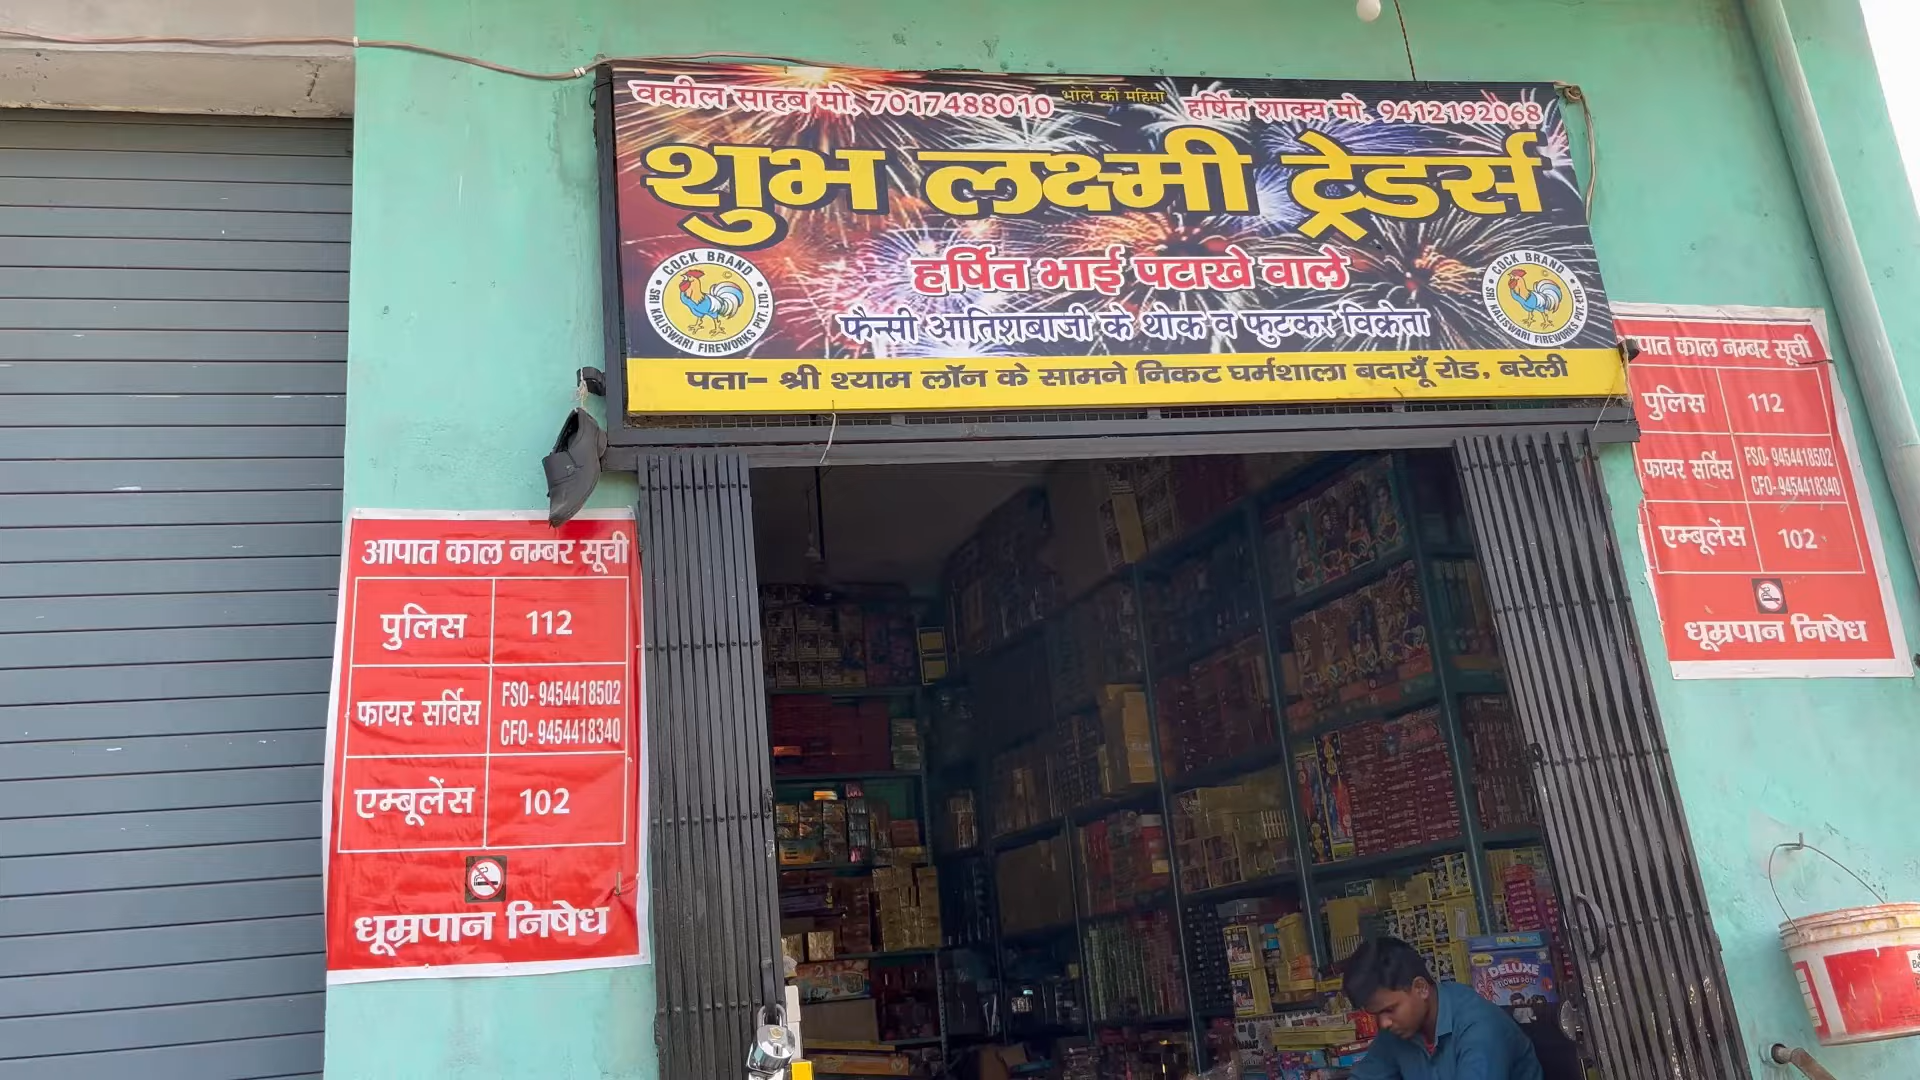 वकील साहब मो. 7017488010
भोले की महिमा
हर्षित शाक्य मो. 9412192068
शुभ लक्ष्मी ट्रेडर्स
हर्षित भाई पटाखे वाले
फैन्सी आतिशबाजी के थोक व फुटकर विक्रेता
COCK BRAND
SRI KALISWARI FIREWORKS PVT. LTD.
COCK BRAND
SRI KALISWARI FIREWORKS PVT. LTD.
पता- श्री श्याम लॉन के सामने निकट घर्मशाला बदायूँ रोड, बरेली
आपात काल नम्बर सूची
पुलिस 112
फायर सर्विस FSO- 9454418502
CFO- 9454418340
एम्बूलेंस 102
धूम्रपान निषेध
पात काल नम्बर सूची
पुलिस 112
फायर सर्विस FSO- 9454418502
CFO- 9454418340
एम्बूलेंस 102
धूम्रपान निषेध
DELUXE